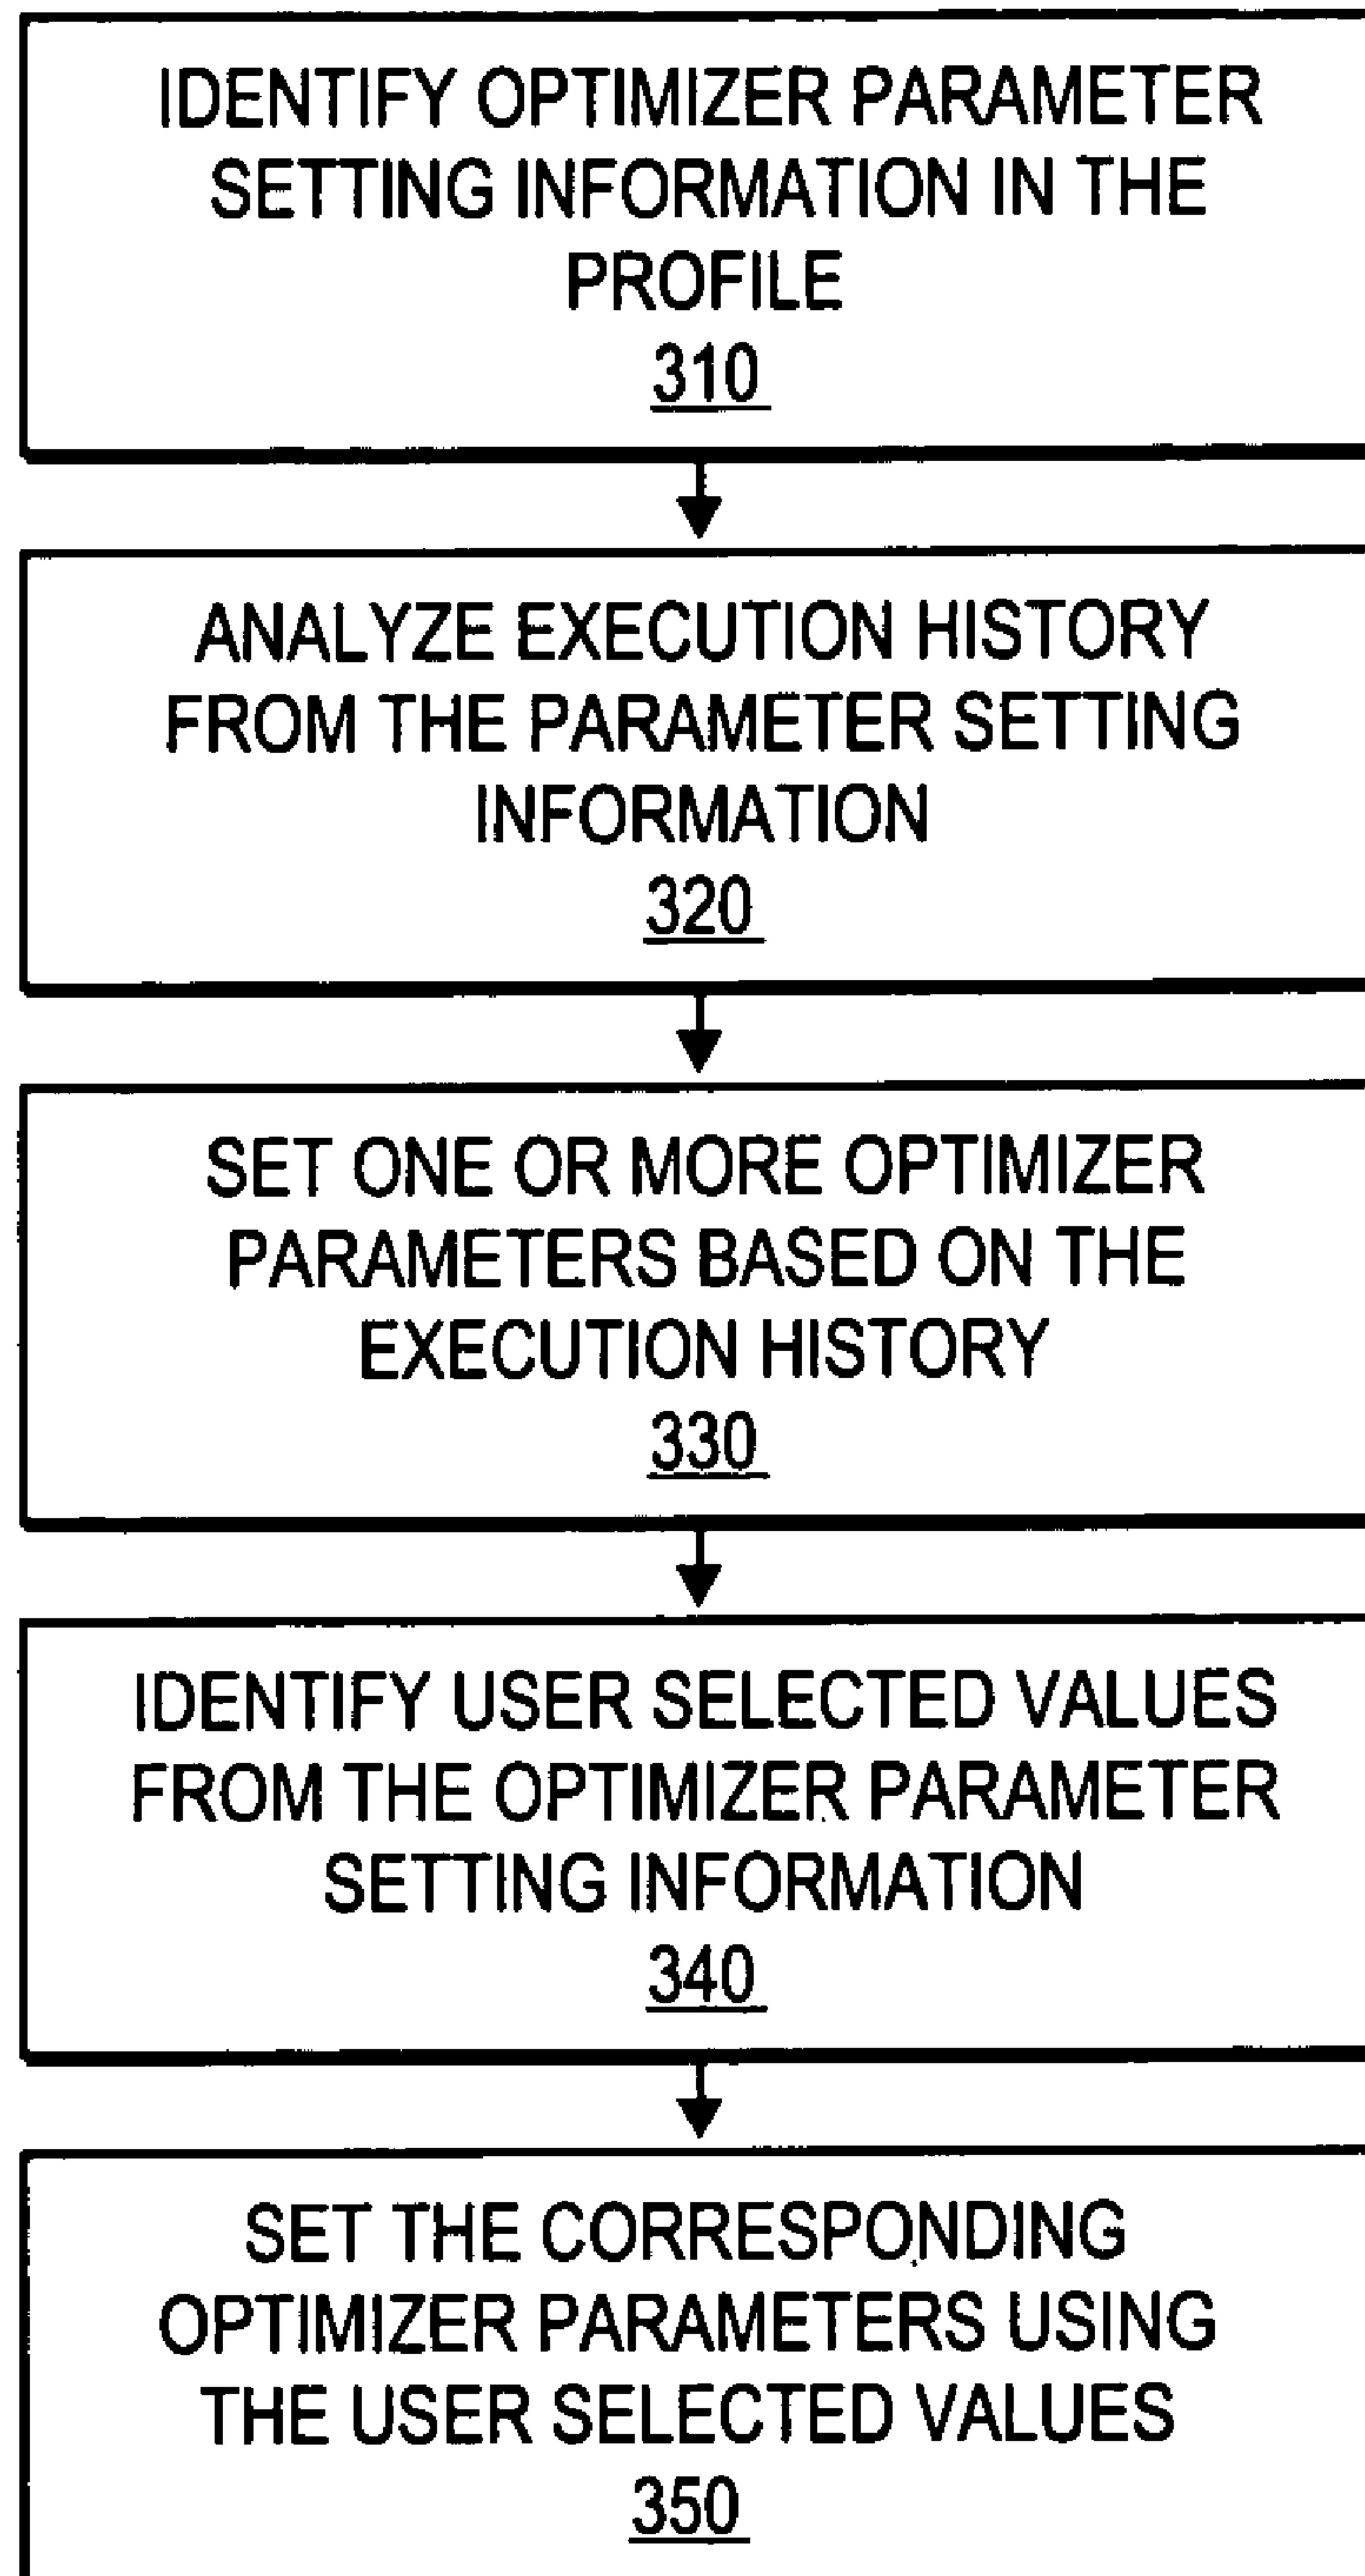 IDENTIFY OPTIMIZER PARAMETER
SETTING INFORMATION IN THE
PROFILE
310
ANALYZE EXECUTION HISTORY
FROM THE PARAMETER SETTING
INFORMATION
320
SET ONE OR MORE OPTIMIZER
PARAMETERS BASED ON THE
EXECUTION HISTORY
330
IDENTIFY USER SELECTED VALUES
FROM THE OPTIMIZER PARAMETER
SETTING INFORMATION
340
SET THE CORRESPONDING
OPTIMIZER PARAMETERS USING
THE USER SELECTED VALUES
350